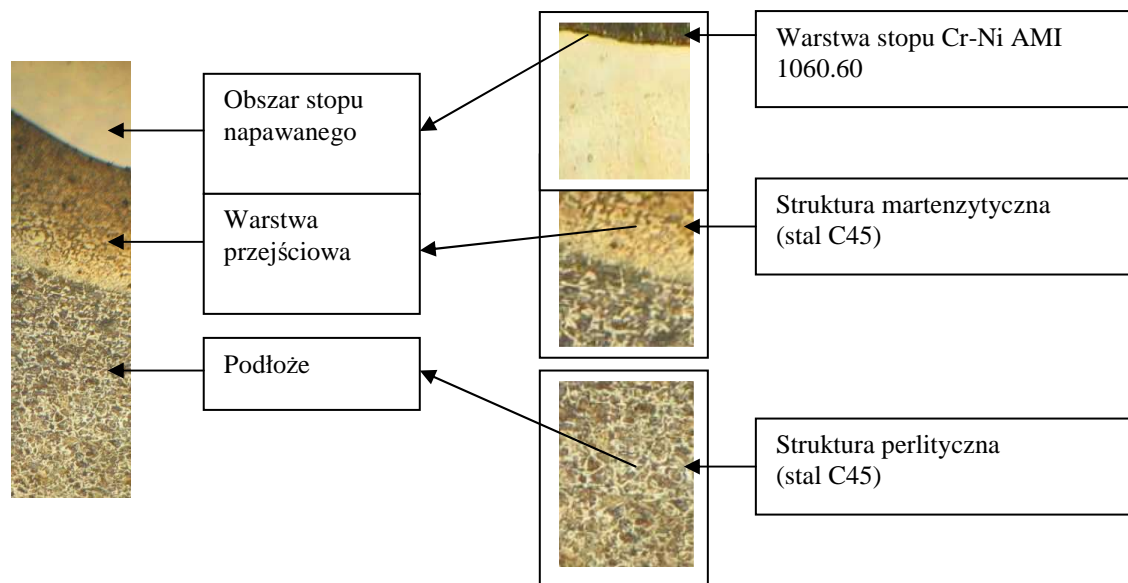 Obszar stopu
napawanego
Warstwa
przejściowa
Podłoże
Warstwa stopu Cr-Ni AMI
1060.60
Struktura martenzytyczna
(stal C45)
Struktura perlityczna
(stal C45)